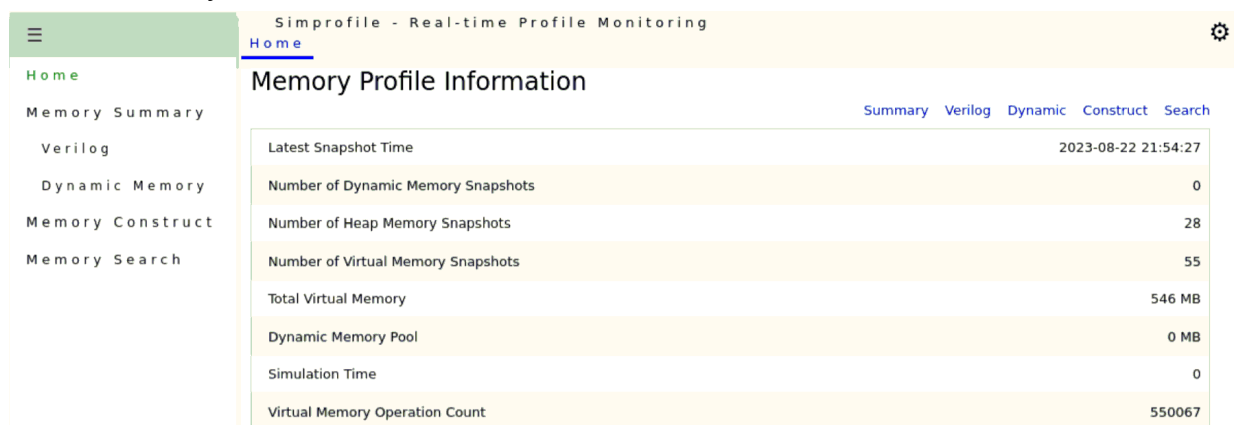 ☰
Simprofile - Real-time Profile Monitoring
⚙
Home
Home
Memory Summary
Verilog
Dynamic Memory
Memory Construct
Memory Search
Memory Profile Information
Summary Verilog Dynamic Construct Search
Latest Snapshot Time 2023-08-22 21:54:27
Number of Dynamic Memory Snapshots 0
Number of Heap Memory Snapshots 28
Number of Virtual Memory Snapshots 55
Total Virtual Memory 546 MB
Dynamic Memory Pool 0 MB
Simulation Time 0
Virtual Memory Operation Count 550067